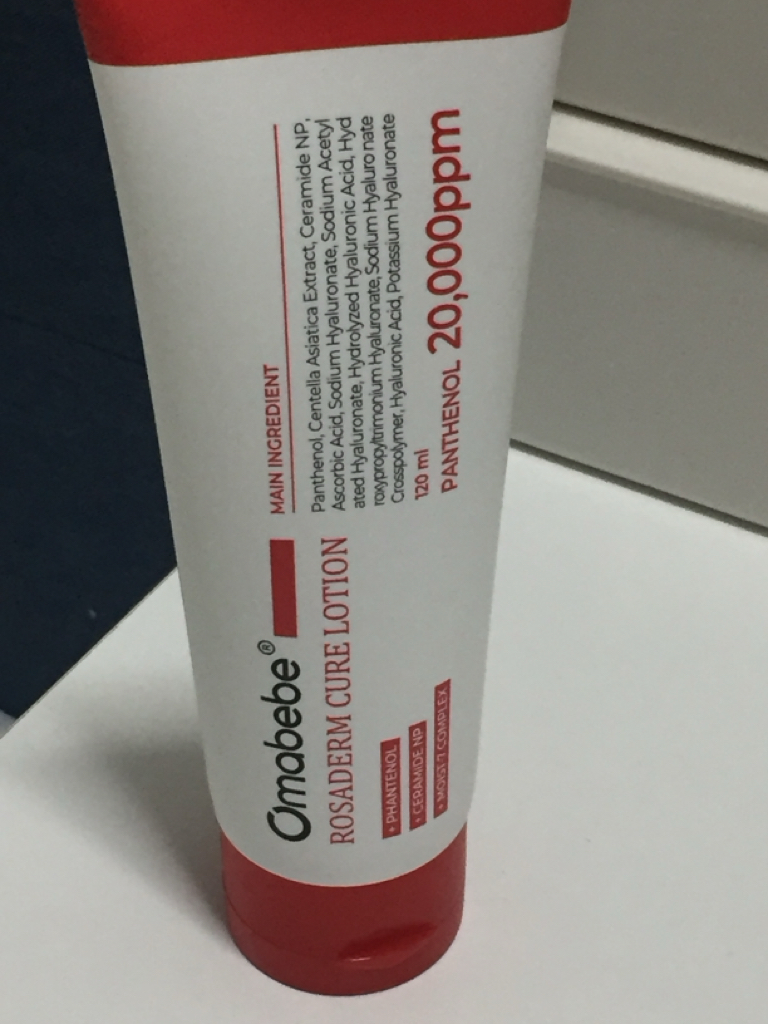 Omabebe®
ROSADERM CURE LOTION
• PHANTENOL
• CERAMIDE NP
• MOIST 7 COMPLEX
MAIN INGREDIENT
Panthenol, Centella Asiatica Extract, Ceramide NP,
Ascorbic Acid, Sodium Hyaluronate, Sodium Acetyl
ated Hyaluronate, Hydrolyzed Hyaluronic Acid, Hyd
roxypropyltrimonium Hyaluronate, Sodium Hyaluro nate
Crosspolymer, Hyaluronic Acid, Potassium Hyaluronate
120 ml
PANTHENOL 20,000ppm